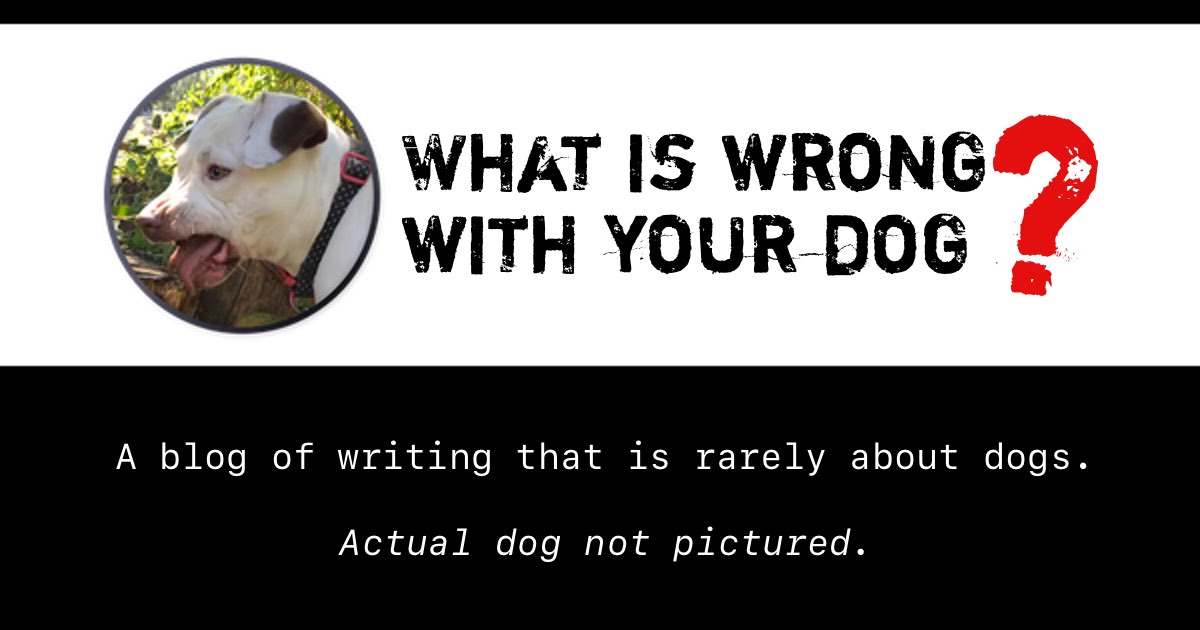 WHAT IS WRONG
WITH YOUR DOG?
A blog of writing that is rarely about dogs.
Actual dog not pictured.